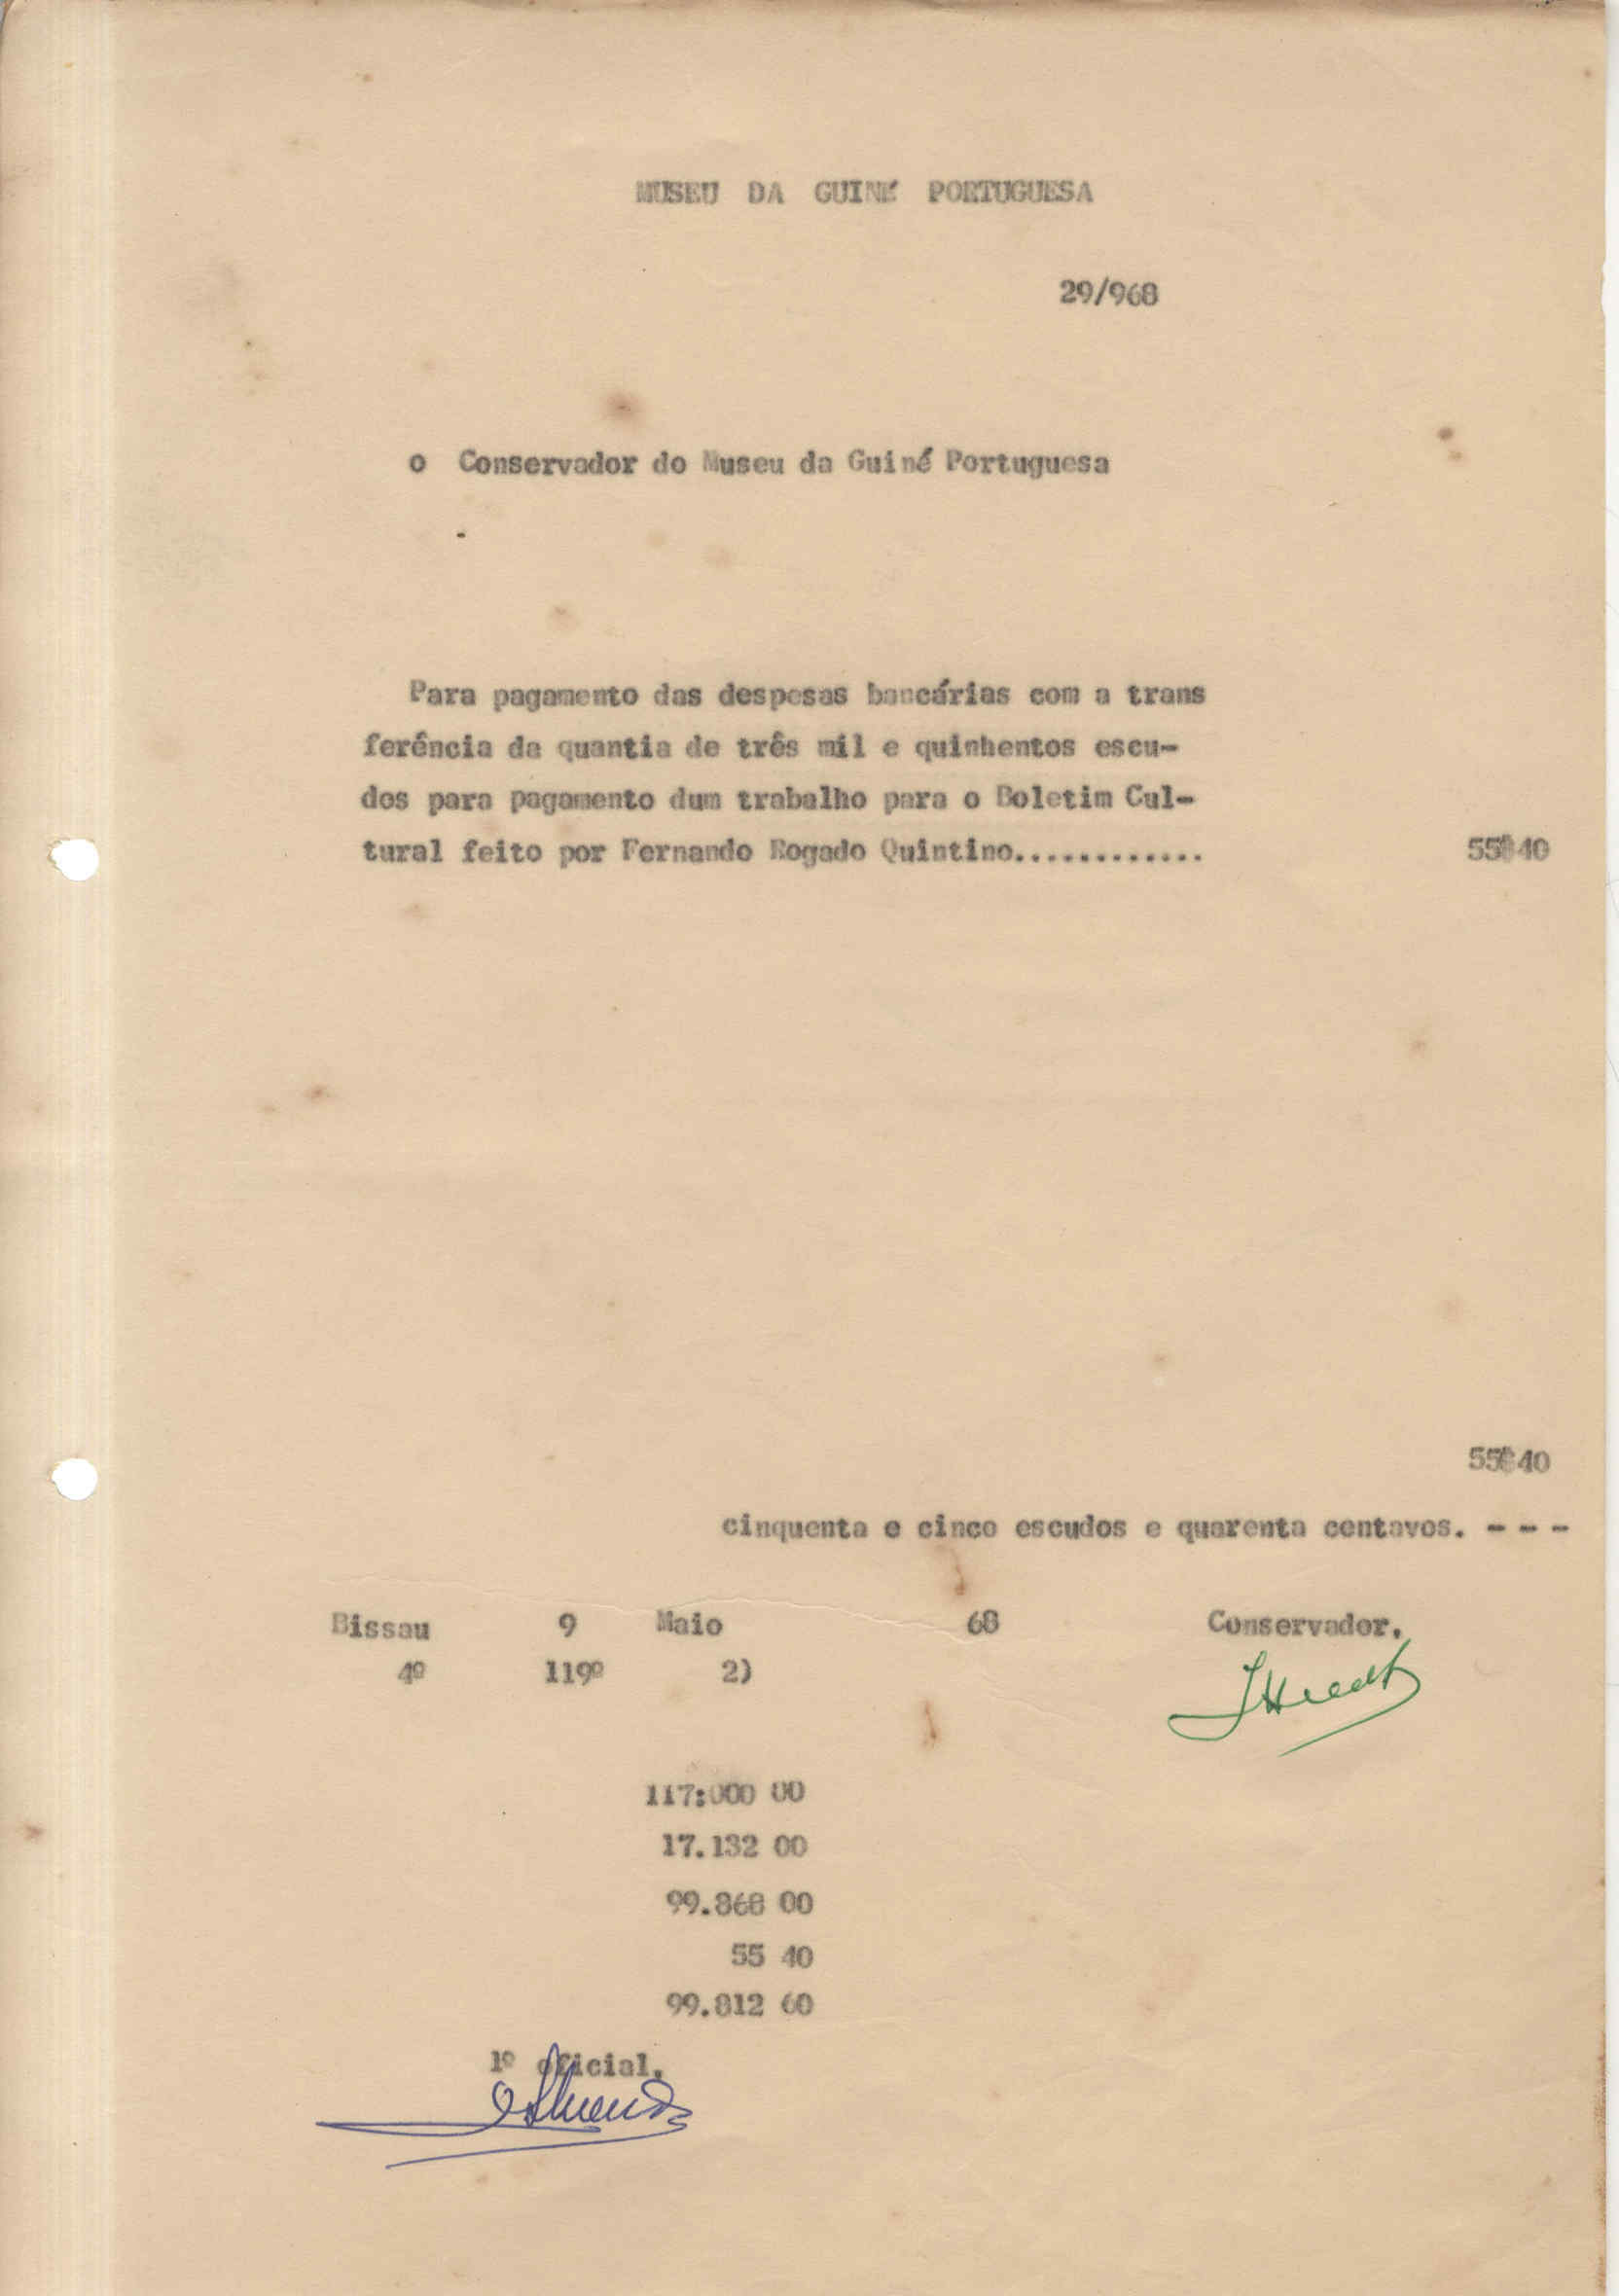 MUSEU DA GUINÉ PORTUGUESA
29/968
o Conservador do Museu da Guiné Portuguesa
-
Para pagamento das despesas bancárias com a trans
ferência da quantia de três mil e quinhentos escu-
dos para pagamento dum trabalho para o Boletim Cul-
tural feito por Fernando Rogado Quintino............ 55$40
55$40
cinquenta e cinco escudos e quarenta centavos. - - -
Bissau 9 Maio 68 Conservador.
4º 119º 2)
117:000 00
17.132 00
99.868 00
55 40
99.812 60
1º oficial.